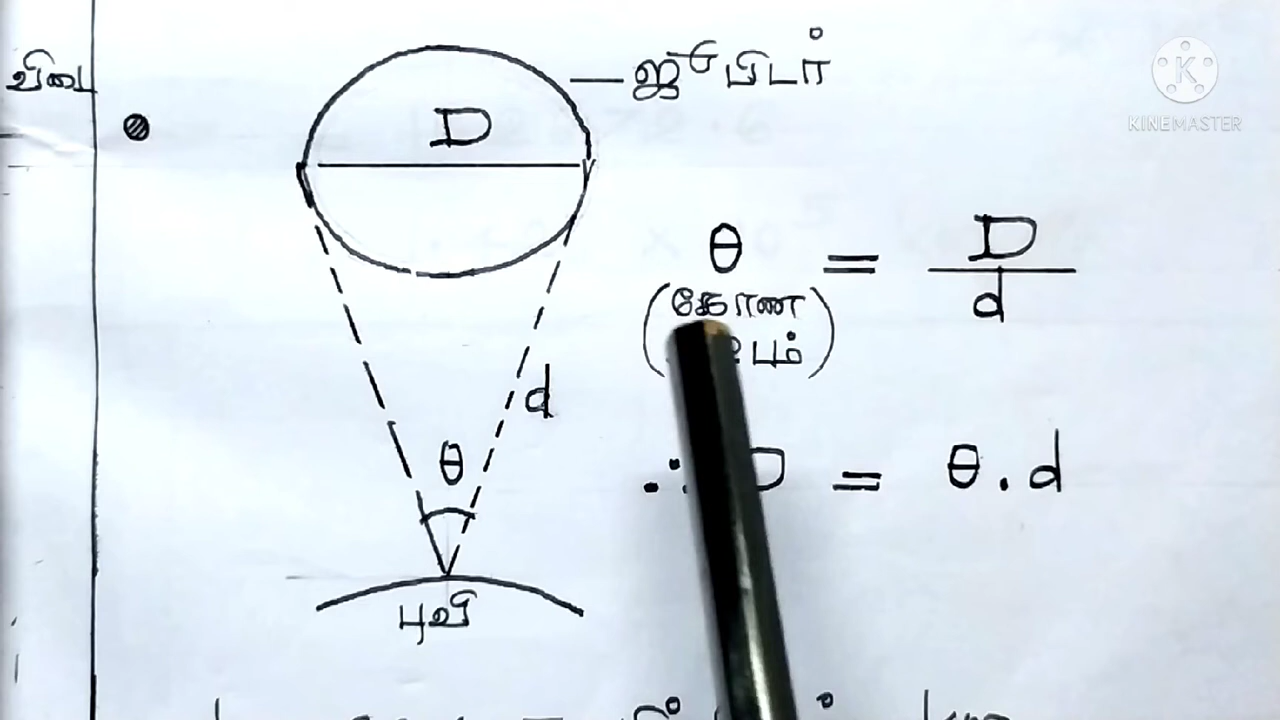 விடை
ஜுபிடர்
D
θ = D/d
(கோண
d
∴ D = θ.d
θ
புவி
KINEMASTER